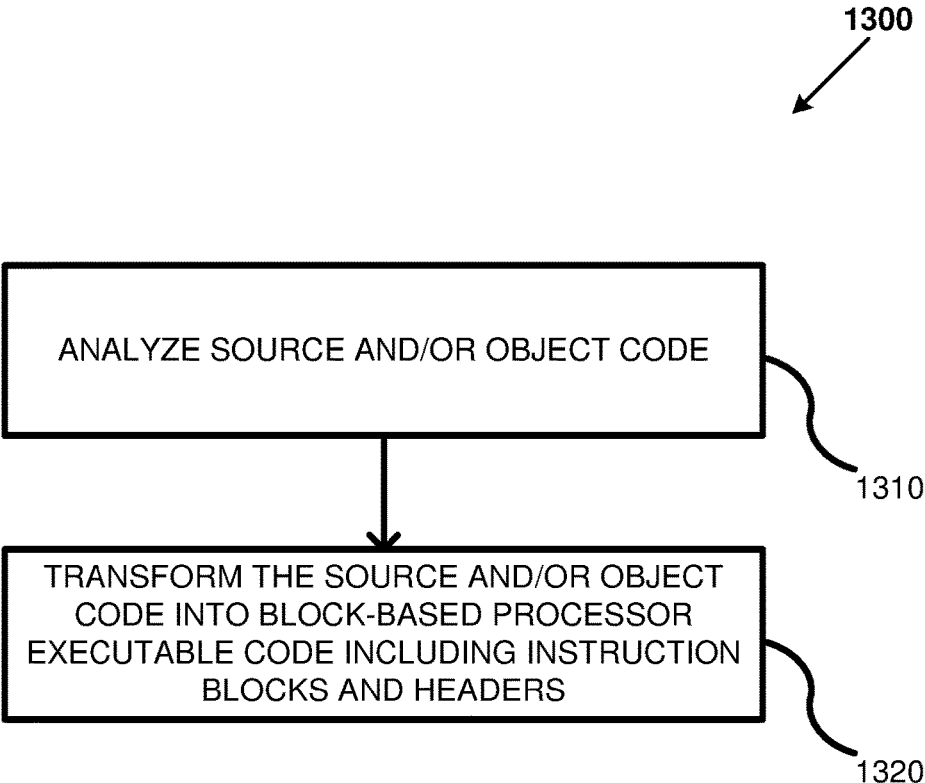 1300
ANALYZE SOURCE AND/OR OBJECT CODE
1310
TRANSFORM THE SOURCE AND/OR OBJECT
CODE INTO BLOCK-BASED PROCESSOR
EXECUTABLE CODE INCLUDING INSTRUCTION
BLOCKS AND HEADERS
1320